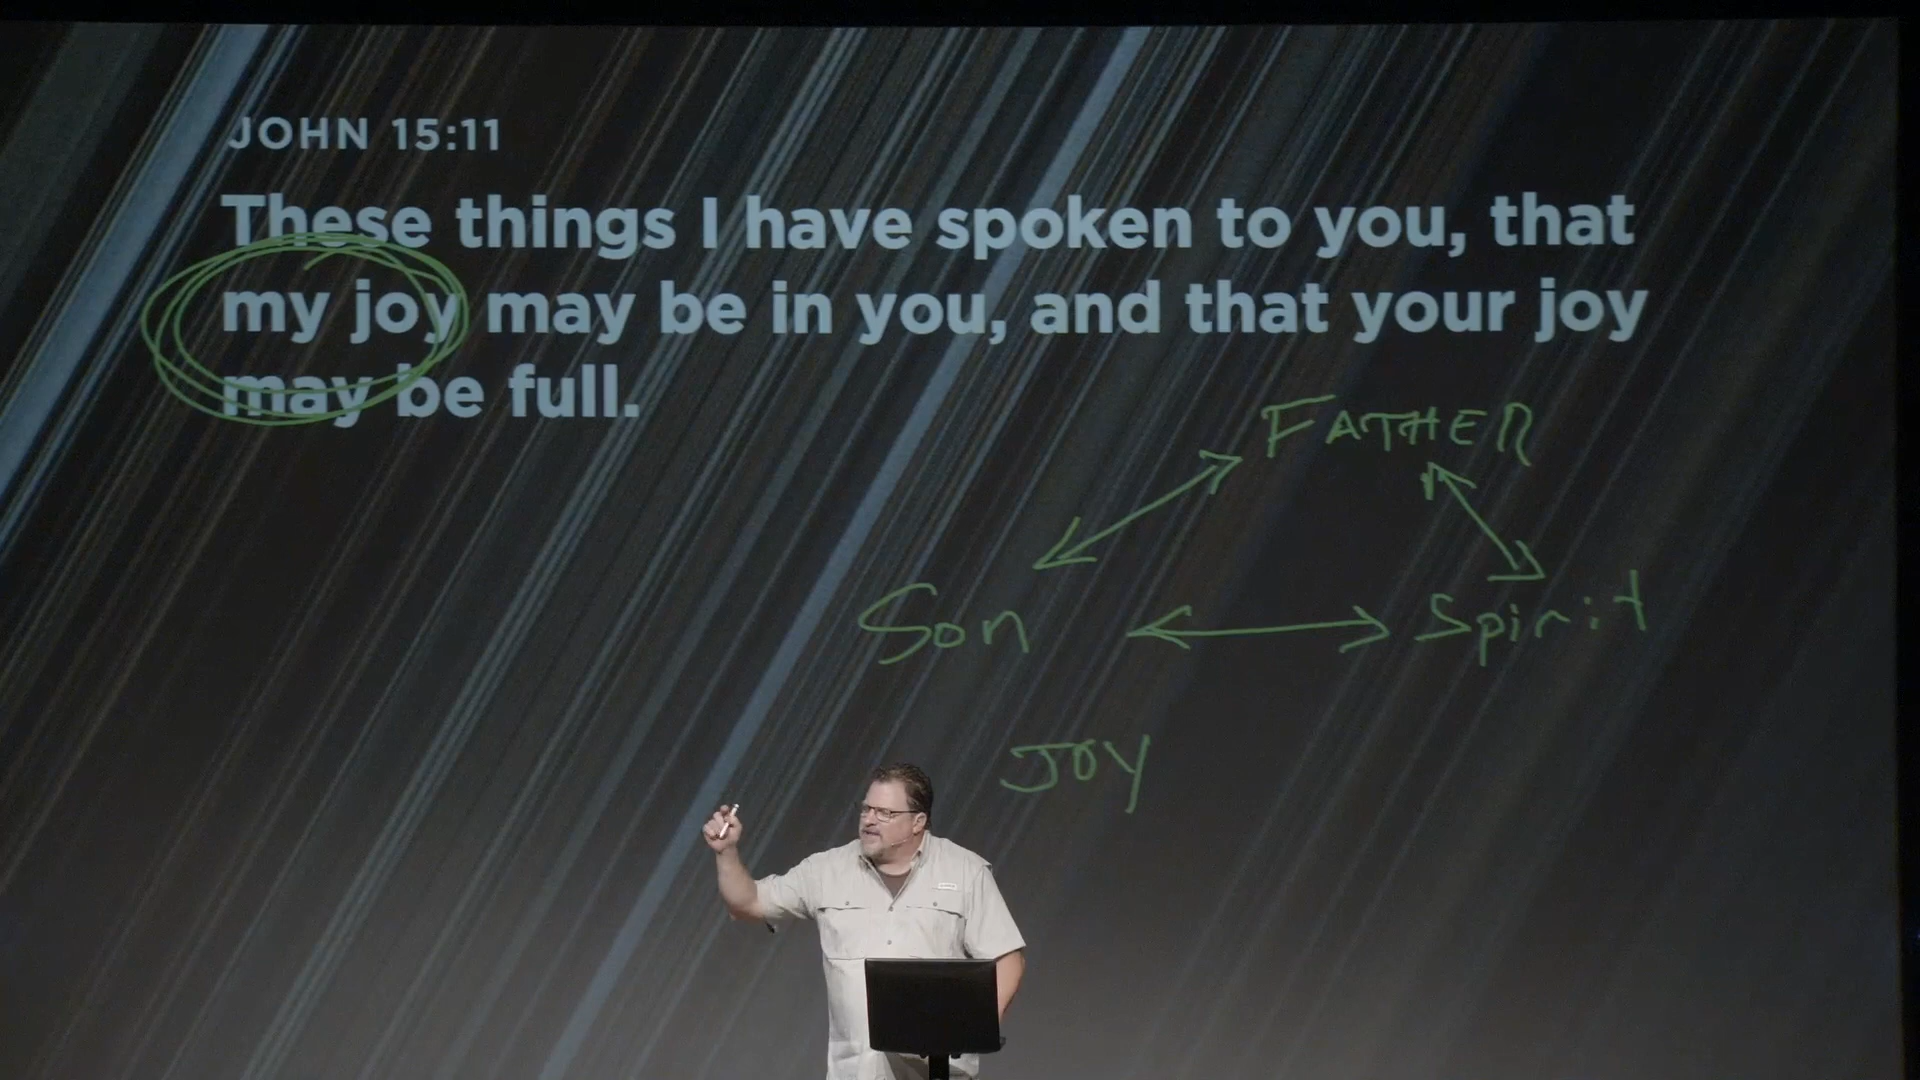 JOHN 15:11
These things I have spoken to you, that
my joy may be in you, and that your joy
may be full.
FATHER
Son
Spirit
JOY